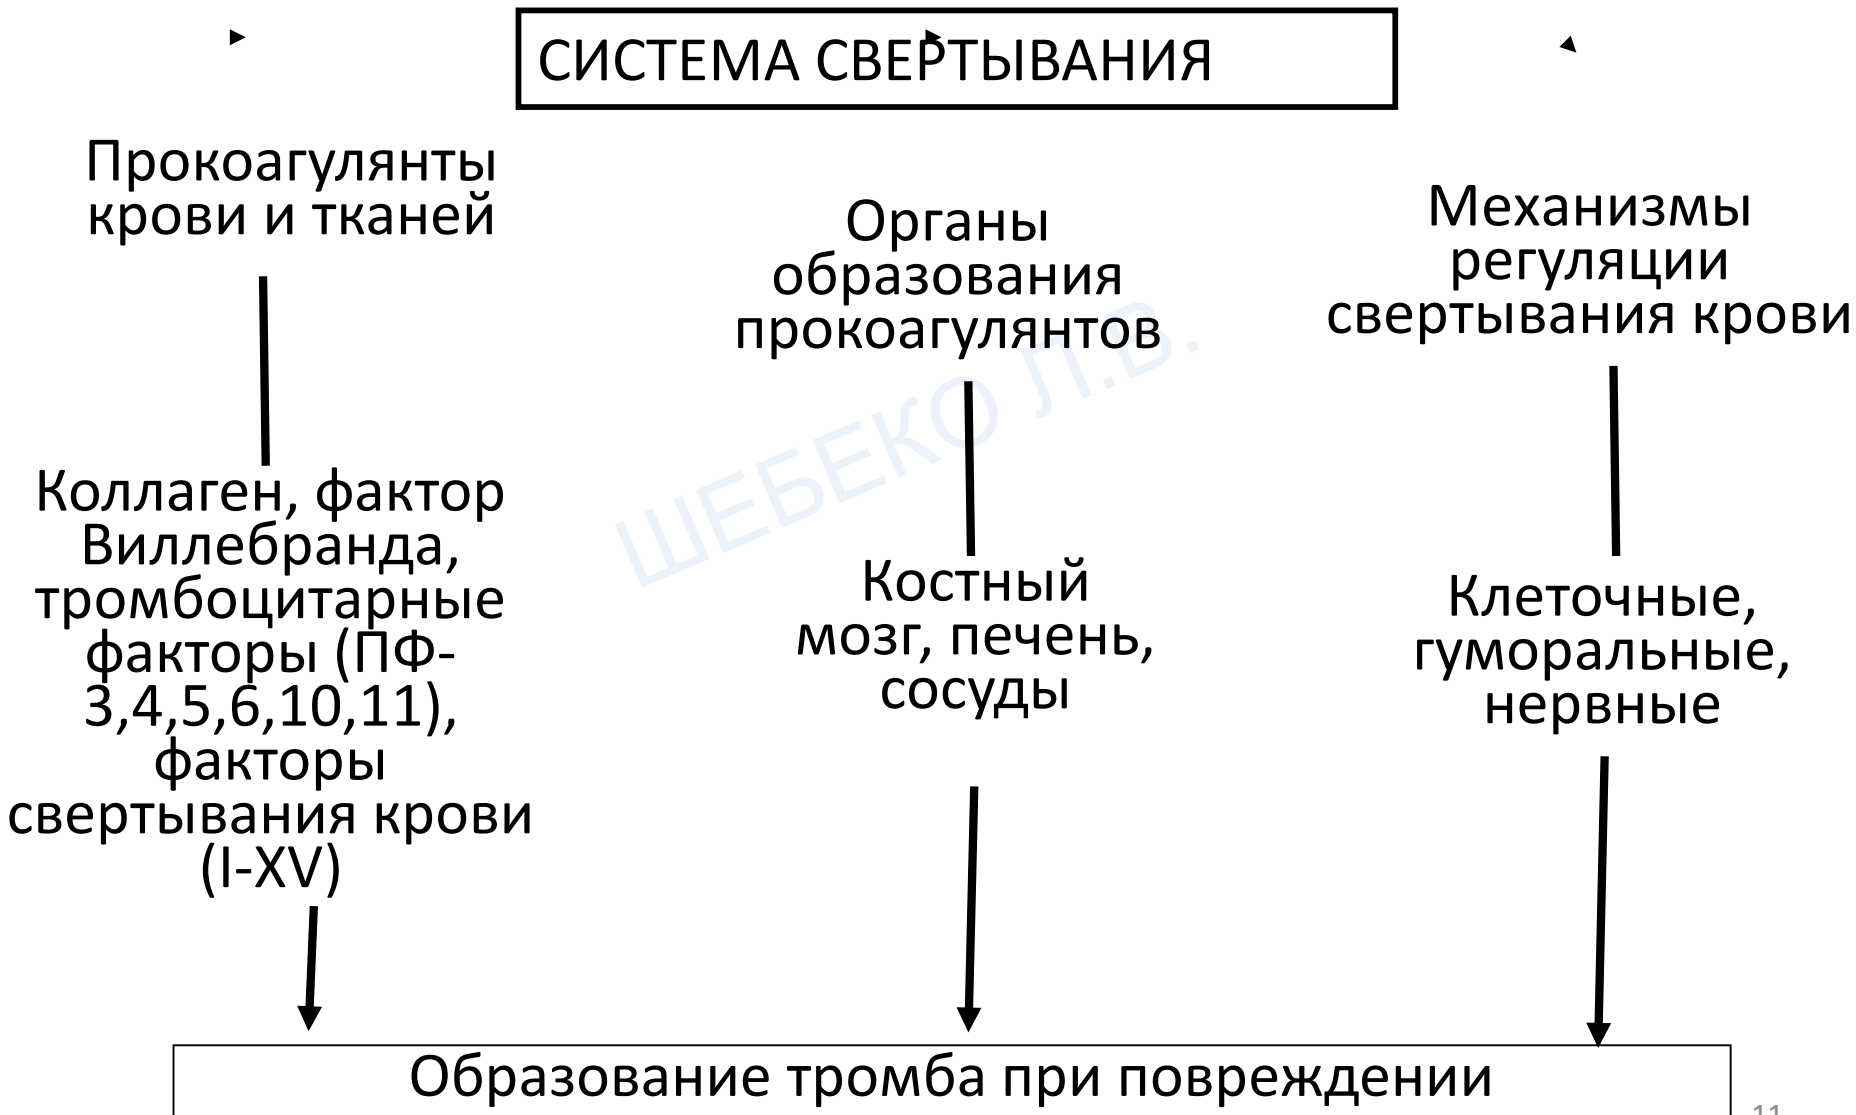 СИСТЕМА СВЕРТЫВАНИЯ
Прокоагулянты
крови и тканей
Органы
образования
прокоагулянтов
Механизмы
регуляции
свертывания крови
ШЕБЕКО Л.В.
Коллаген, фактор
Виллебранда,
тромбоцитарные
факторы (ПФ-
3,4,5,6,10,11),
факторы
свертывания крови
(I-XV)
Костный
мозг, печень,
сосуды
Клеточные,
гуморальные,
нервные
Образование тромба при повреждении
11